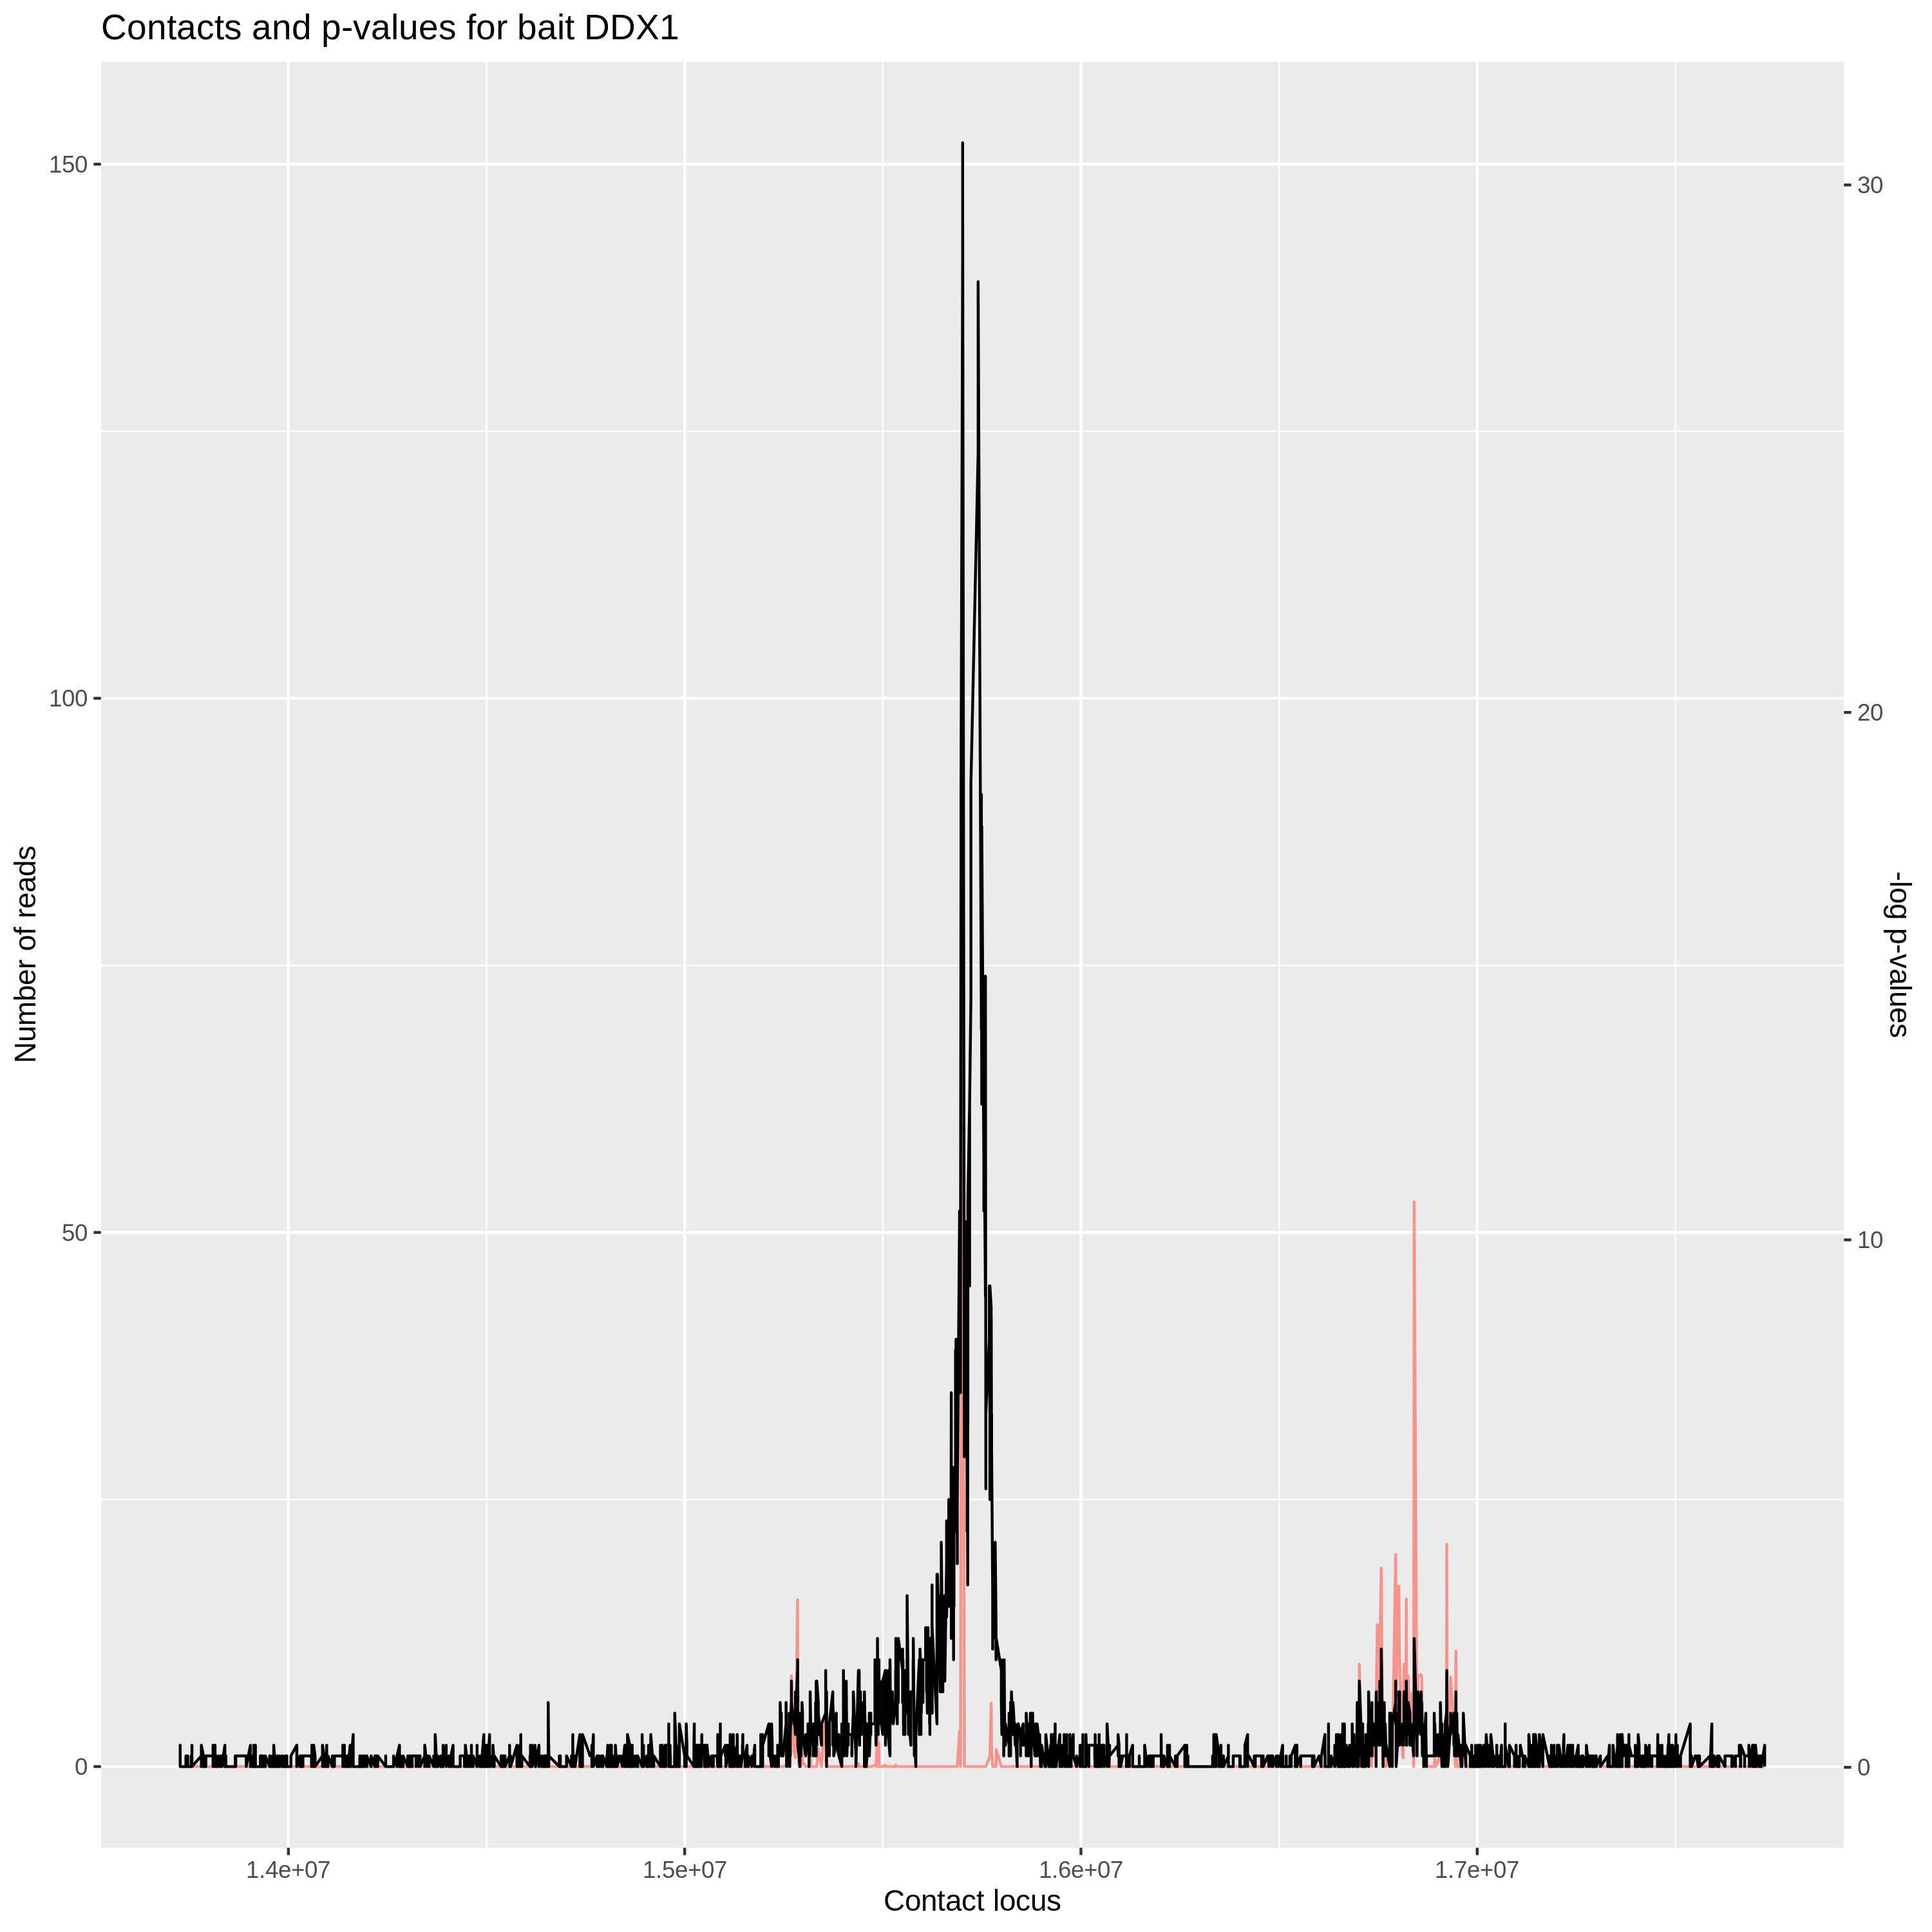 Contacts and p-values for bait DDX1
150
100
50
0
Number of reads
30
20
10
0
-log p-values
1.4e+07 1.5e+07 1.6e+07 1.7e+07
Contact locus